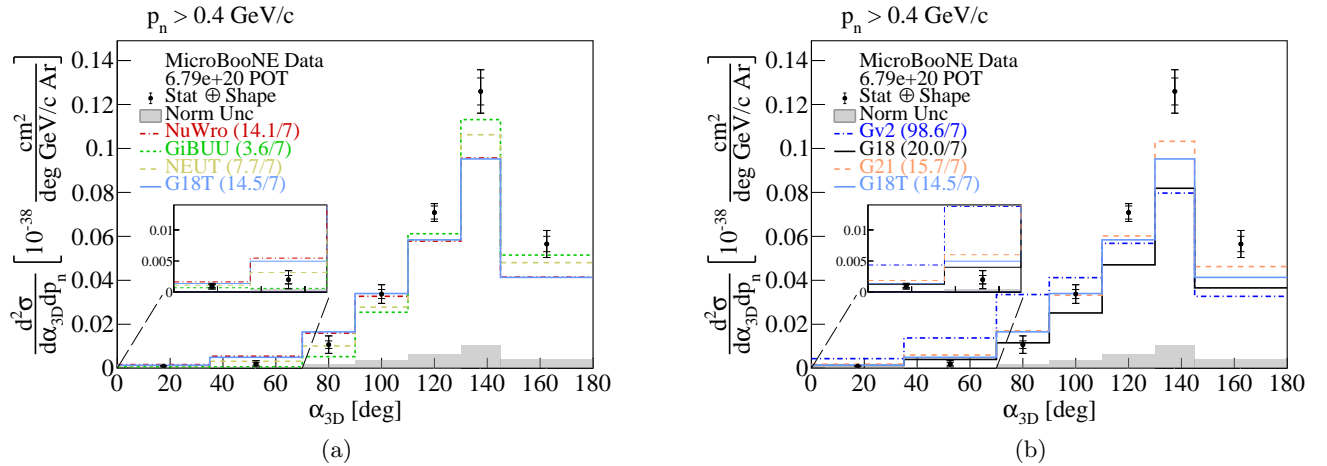 p_n > 0.4 GeV/c
MicroBooNE Data
6.79e+20 POT
Stat ⊕ Shape
Norm Unc
NuWro (14.1/7)
GiBUU (3.6/7)
NEUT (7.7/7)
G18T (14.5/7)
0.14
0.12
0.1
0.08
0.06
0.04
0.02
0
0.01
0.005
0
d²σ/dα_3D dp_n [10^-38 cm²/deg GeV/c Ar]
0 20 40 60 80 100 120 140 160 180
α_3D [deg]
(a)
p_n > 0.4 GeV/c
MicroBooNE Data
6.79e+20 POT
Stat ⊕ Shape
Norm Unc
Gv2 (98.6/7)
G18 (20.0/7)
G21 (15.7/7)
G18T (14.5/7)
0.14
0.12
0.1
0.08
0.06
0.04
0.02
0
0.01
0.005
0
d²σ/dα_3D dp_n [10^-38 cm²/deg GeV/c Ar]
0 20 40 60 80 100 120 140 160 180
α_3D [deg]
(b)